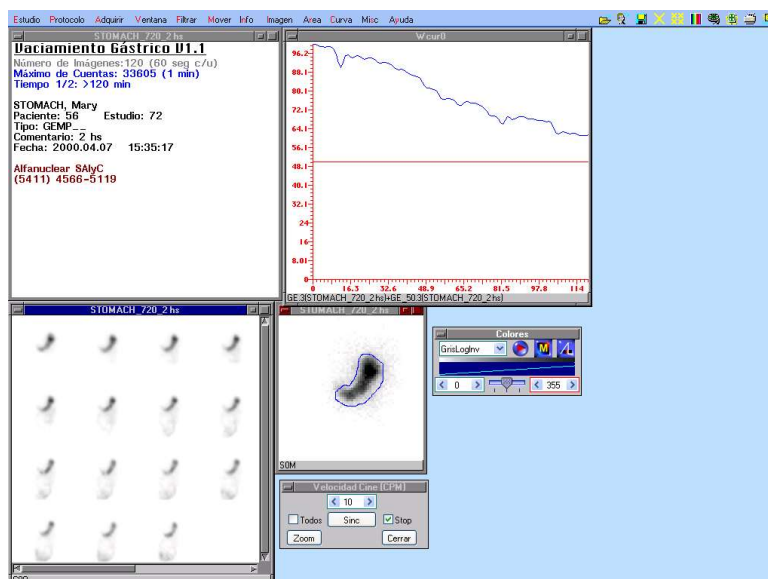 Estudio Protocolo Adquirir Ventana Filtrar Mover Info Imagen Area Curva Misc Ayuda
STOMACH_720_2 hs
Vaciamiento Gástrico V1.1
Número de Imágenes:120 (60 seg c/u)
Máximo de Cuentas: 33605 (1 min)
Tiempo 1/2: >120 min
STOMACH, Mary
Paciente: 56 Estudio: 72
Tipo: GEMP__
Comentario: 2 hs
Fecha: 2000.04.07 15:35:17
Alfanuclear SAlyC
(5411) 4566-5119
Wcur0
96.2
88.1
80.1
72.1
64.1
56.1
48.1
40.1
32.1
24
16
8.01
0
0 16.3 32.6 48.9 65.2 81.5 97.8 114
GE.3(STOMACH_720_2hs)+GE_50.3(STOMACH_720_2hs)
STOMACH_720_2 hs
STOMACH_720_2 hs
SOM
Colores
GrisLogInv
M
0 355
Velocidad Cine (CPM)
10
Todos Sinc Stop
Zoom Cerrar